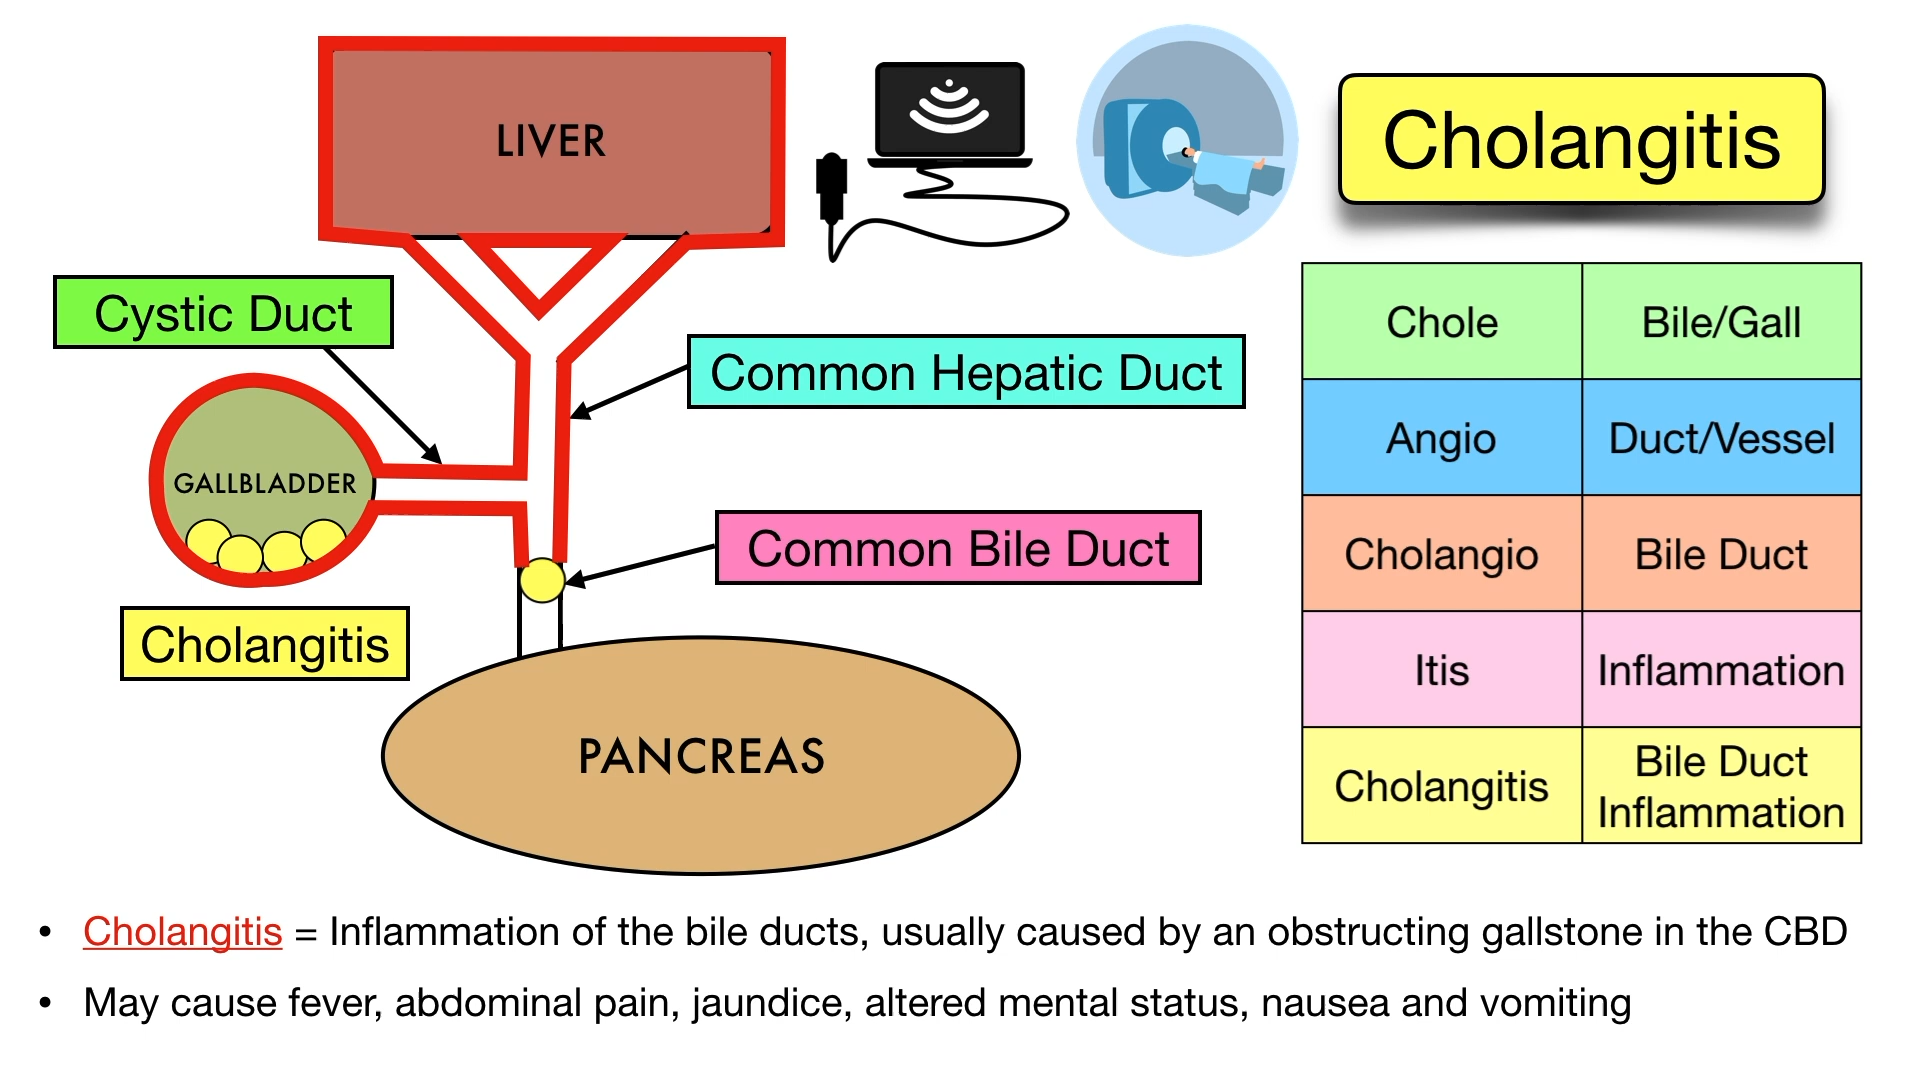 LIVER
Cholangitis
Cystic Duct
Common Hepatic Duct
GALLBLADDER
Common Bile Duct
Cholangitis
PANCREAS
Chole Bile/Gall
Angio Duct/Vessel
Cholangio Bile Duct
Itis Inflammation
Cholangitis Bile Duct
Inflammation
• Cholangitis = Inflammation of the bile ducts, usually caused by an obstructing gallstone in the CBD
• May cause fever, abdominal pain, jaundice, altered mental status, nausea and vomiting